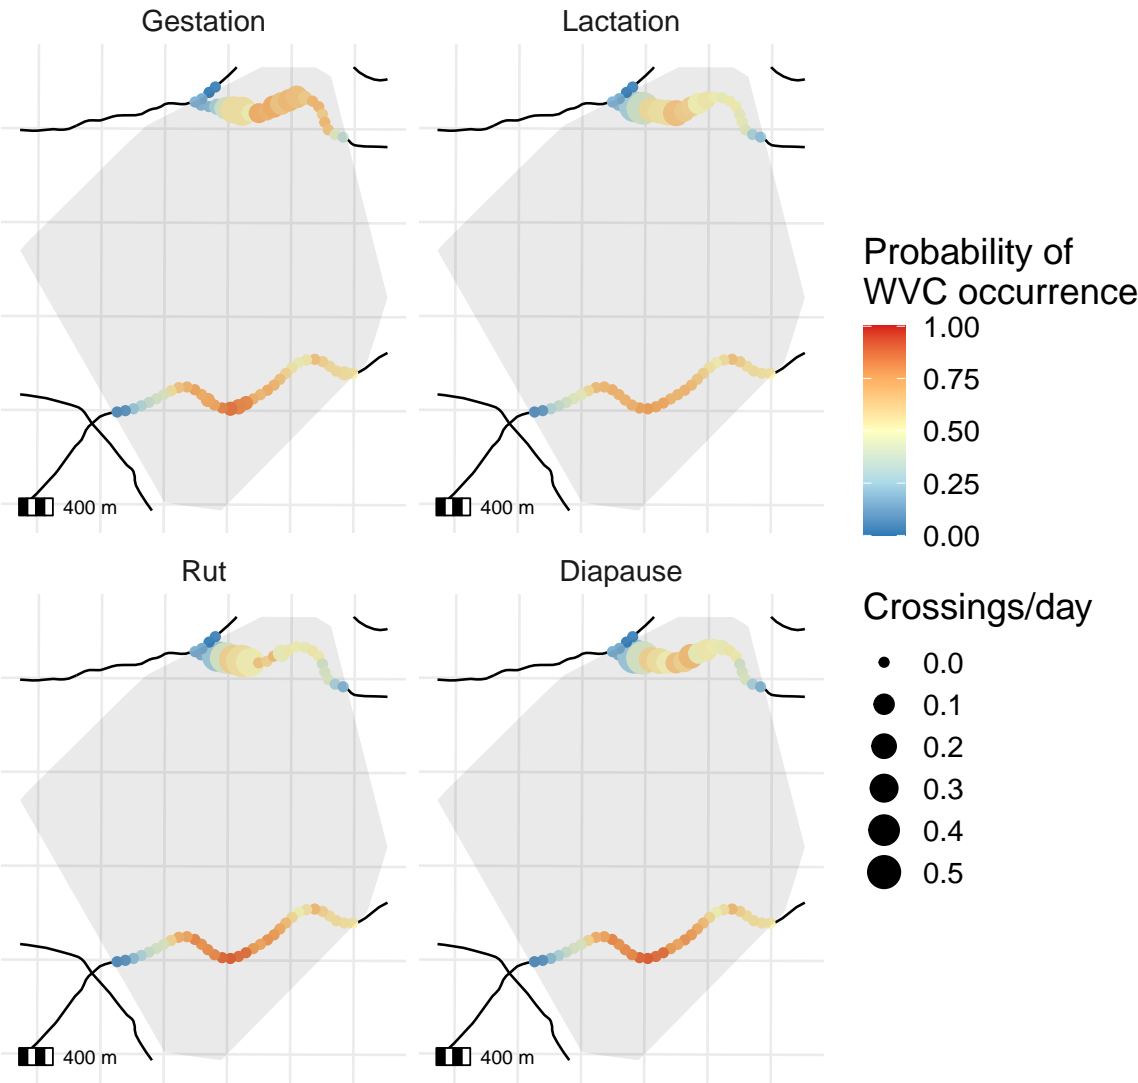 Gestation
Lactation
400 m
400 m
Rut
Diapause
400 m
400 m
Probability of
WVC occurrence
1.00
0.75
0.50
0.25
0.00
Crossings/day
0.0
0.1
0.2
0.3
0.4
0.5